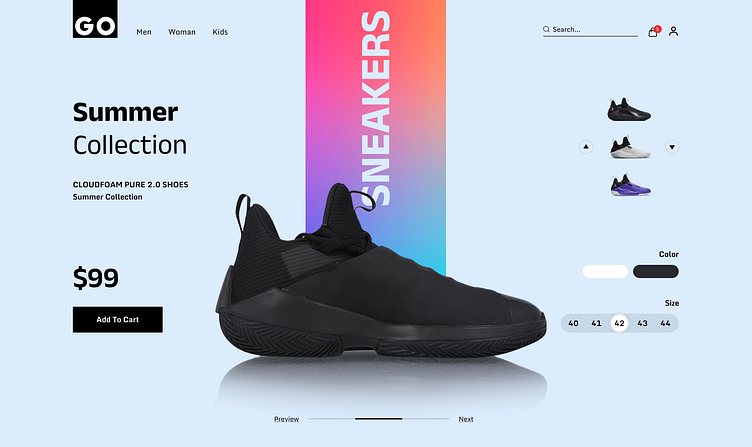 GO
Men Woman Kids
Search...
SNEAKERS
Summer
Collection
CLOUDFOAM PURE 2.0 SHOES
Summer Collection
$99
Add To Cart
Color
Size
40 41 42 43 44
Preview Next